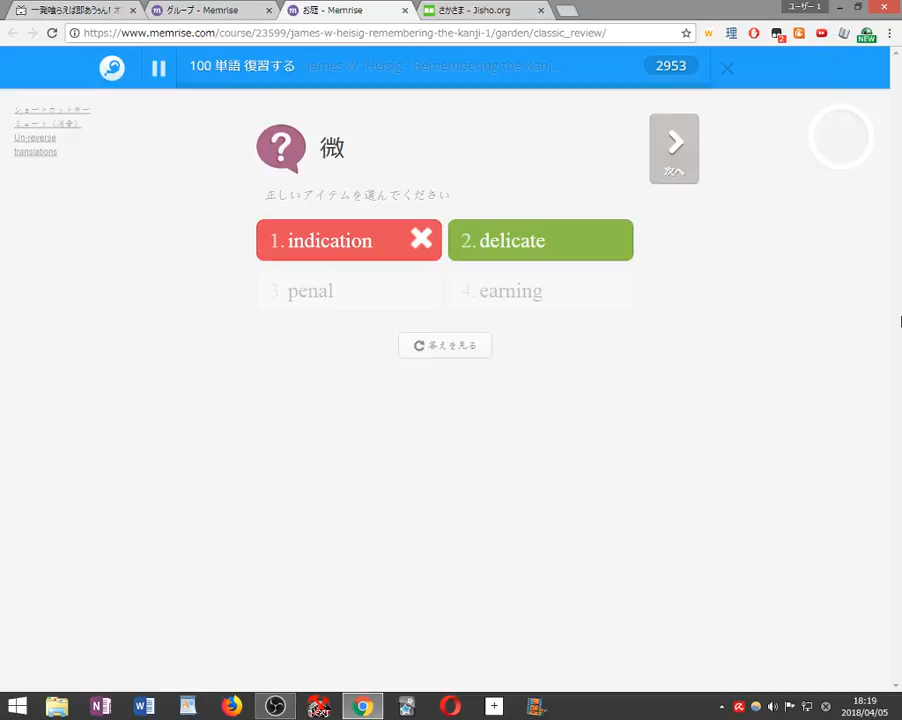 一発喰らえば即あうぅん! オ
グループ - Memrise
お庭 - Memrise
さかさま - Jisho.org
ユーザー 1
https://www.memrise.com/course/23599/james-w-heisig-remembering-the-kanji-1/garden/classic_review/
w
理
2
NEW
100 単語 復習する
James W. Heisig - Remembering the Kanji...
2953
ショートカットキー
ミュート (消音)
Un-reverse
translations
?
微
次へ
正しいアイテムを選んでください
1. indication
2. delicate
3. penal
4. earning
答えを見る
18:19
2018/04/05